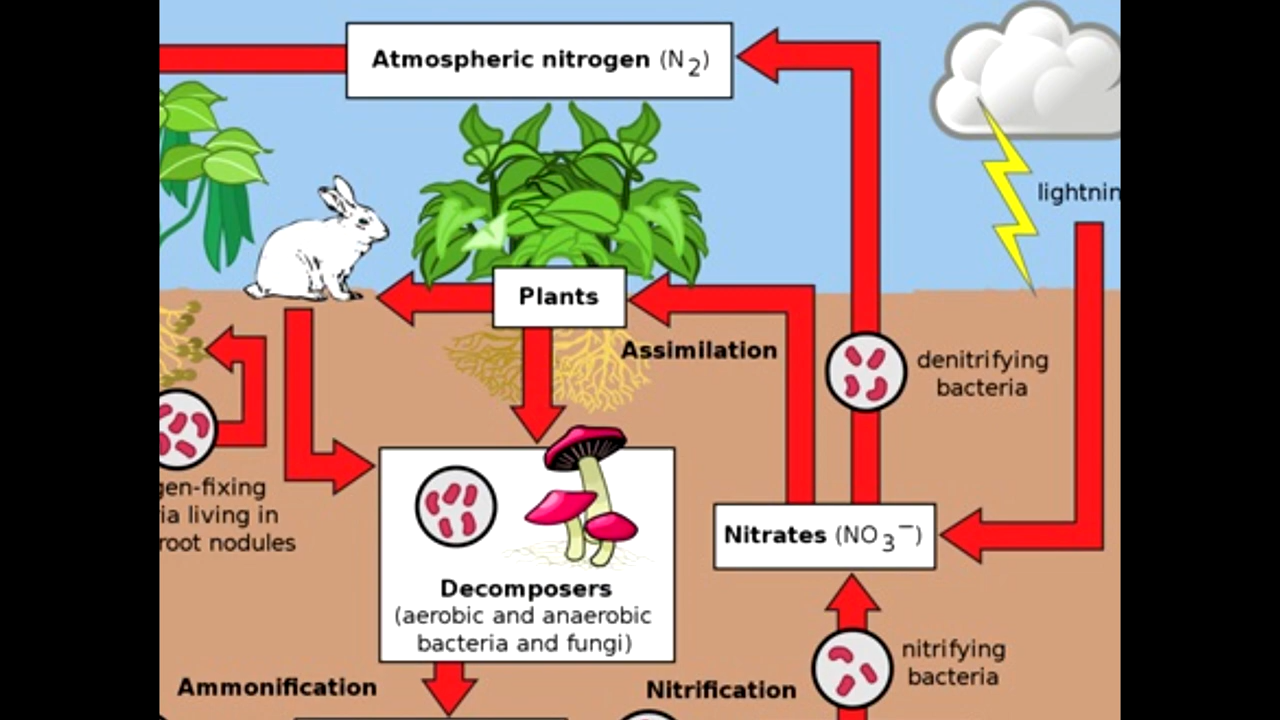 Atmospheric nitrogen (N2)
lightnin
Plants
Assimilation
denitrifying
bacteria
gen-fixing
ia living in
root nodules
Nitrates (NO3⁻)
Decomposers
(aerobic and anaerobic
bacteria and fungi)
nitrifying
bacteria
Ammonification
Nitrification